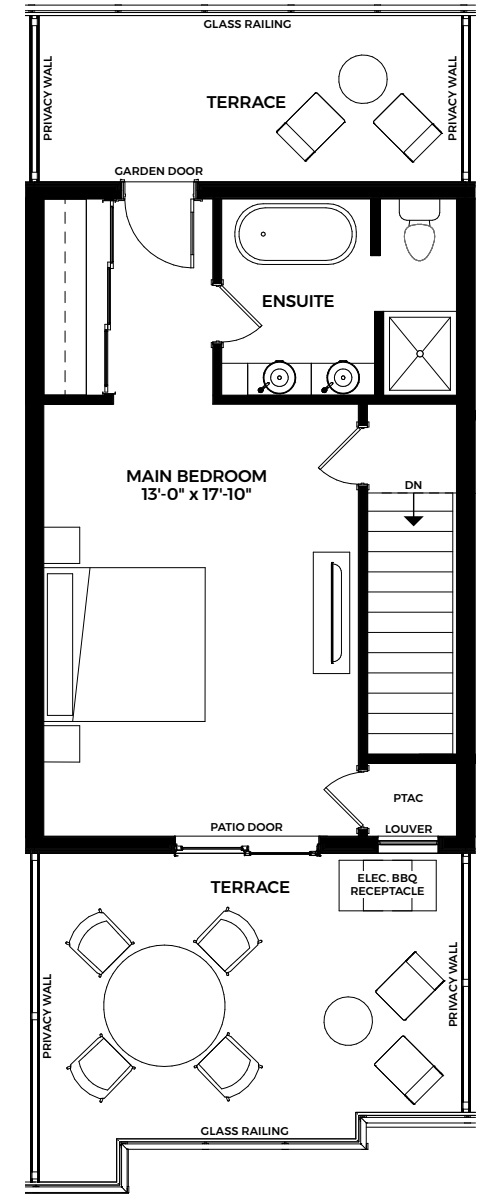 GLASS RAILING
PRIVACY WALL
TERRACE
PRIVACY WALL
GARDEN DOOR
ENSUITE
MAIN BEDROOM
13'-0" x 17'-10"
DN
PTAC
PATIO DOOR
LOUVER
TERRACE
ELEC. BBQ
RECEPTACLE
PRIVACY WALL
PRIVACY WALL
GLASS RAILING